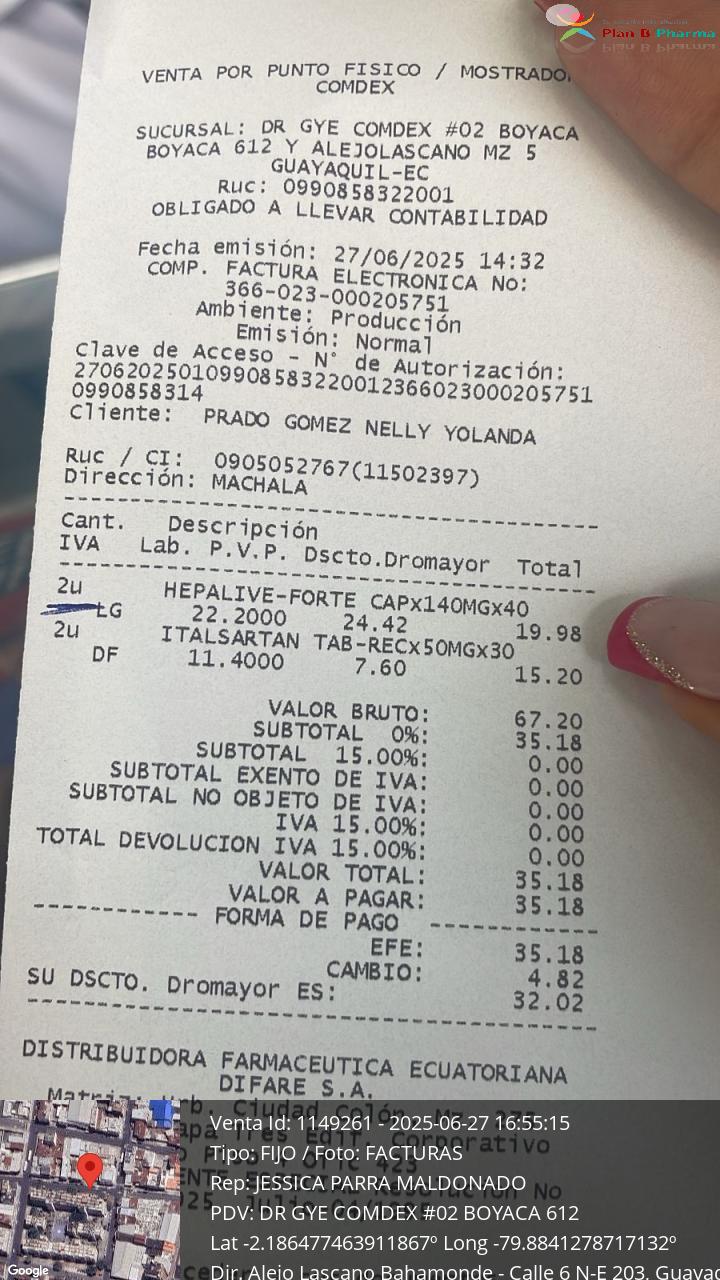 Plan B Pharma
VENTA POR PUNTO FISICO / MOSTRADOR
COMDEX
SUCURSAL: DR GYE COMDEX #02 BOYACA
BOYACA 612 Y ALEJOLASCANO MZ 5
GUAYAQUIL-EC
Ruc: 0990858322001
OBLIGADO A LLEVAR CONTABILIDAD
Fecha emisión: 27/06/2025 14:32
COMP. FACTURA ELECTRONICA No:
366-023-000205751
Ambiente: Producción
Emisión: Normal
Clave de Acceso - N° de Autorización:
270620250109908583220012366023000205751
0990858314
Cliente: PRADO GOMEZ NELLY YOLANDA
Ruc / CI: 0905052767(11502397)
Dirección: MACHALA
Cant. Descripción
IVA Lab. P.V.P. Dscto.Dromayor Total
2u HEPALIVE-FORTE CAPx140MGx40
LG 22.2000 24.42 19.98
2u ITALSARTAN TAB-RECx50MGx30
DF 11.4000 7.60 15.20
VALOR BRUTO: 67.20
SUBTOTAL 0%: 35.18
SUBTOTAL 15.00%: 0.00
SUBTOTAL EXENTO DE IVA: 0.00
SUBTOTAL NO OBJETO DE IVA: 0.00
IVA 15.00%: 0.00
TOTAL DEVOLUCION IVA 15.00%: 0.00
VALOR TOTAL: 35.18
VALOR A PAGAR: 35.18
----------- FORMA DE PAGO -----------
EFE: 35.18
CAMBIO: 4.82
SU DSCTO. Dromayor ES: 32.02
DISTRIBUIDORA FARMACEUTICA ECUATORIANA
DIFARE S.A.
Matriz: Urb. Ciudad Colón,
Edif. Corporativo
423
Venta Id: 1149261 - 2025-06-27 16:55:15
Tipo: FIJO / Foto: FACTURAS
Rep: JESSICA PARRA MALDONADO
PDV: DR GYE COMDEX #02 BOYACA 612
Lat -2.186477463911867º Long -79.8841278717132º
Dir. Alejo Lascano Bahamonde - Calle 6 N-E 203, Guayaq
Google